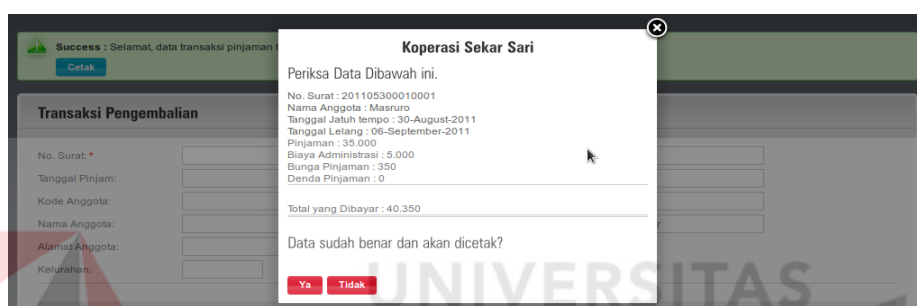 Success : Selamat, data transaksi pinjaman
Cetak
Transaksi Pengembalian
No. Surat: *
Tanggal Pinjam:
Kode Anggota:
Nama Anggota:
Alamat Anggota:
Kelurahan:
Koperasi Sekar Sari
Periksa Data Dibawah ini.
No. Surat : 201105300010001
Nama Anggota : Masruro
Tanggal Jatuh tempo : 30-August-2011
Tanggal Lelang : 06-September-2011
Pinjaman : 35.000
Biaya Administrasi : 5.000
Bunga Pinjaman : 350
Denda Pinjaman : 0
Total yang Dibayar : 40.350
Data sudah benar dan akan dicetak?
Ya Tidak
UNIVERSITAS